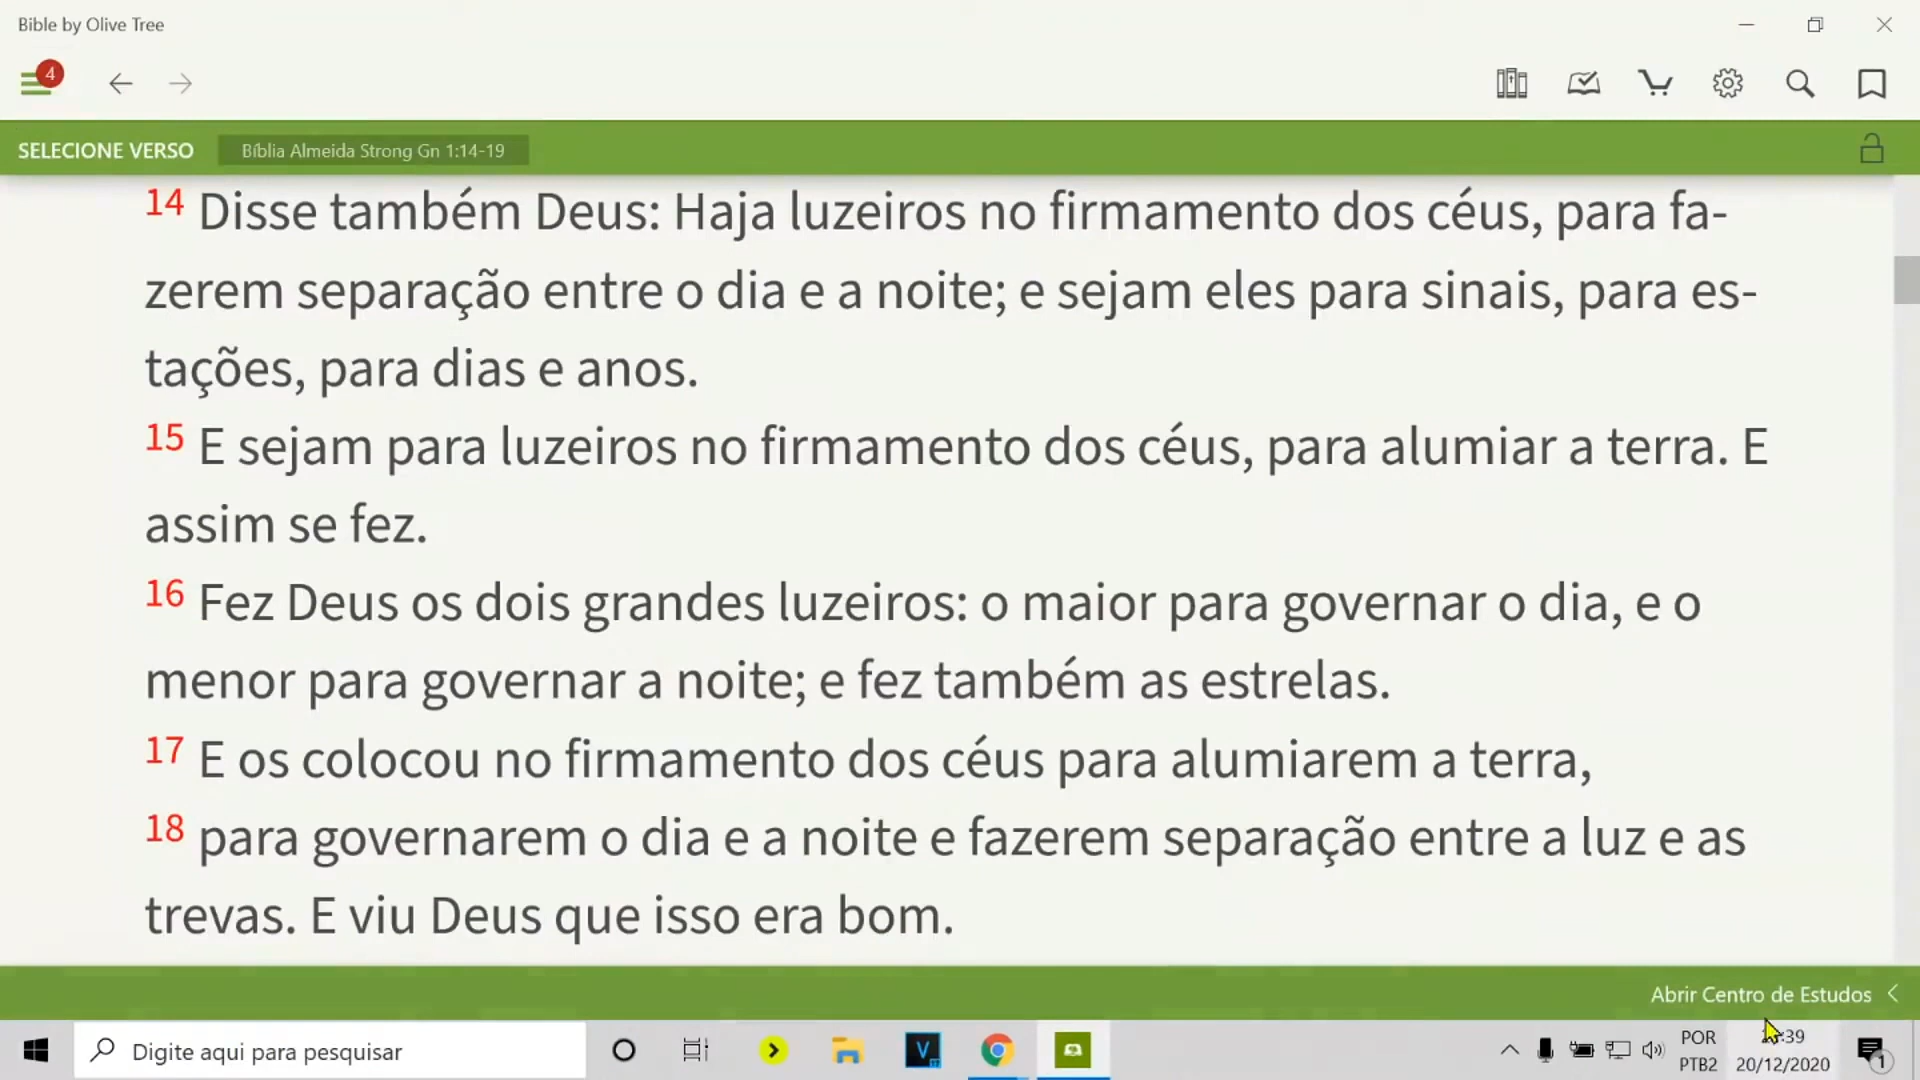 Bible by Olive Tree
4
SELECIONE VERSO
Bíblia Almeida Strong Gn 1:14-19
14 Disse também Deus: Haja luzeiros no firmamento dos céus, para fa-
zerem separação entre o dia e a noite; e sejam eles para sinais, para es-
tações, para dias e anos.
15 E sejam para luzeiros no firmamento dos céus, para alumiar a terra. E
assim se fez.
16 Fez Deus os dois grandes luzeiros: o maior para governar o dia, e o
menor para governar a noite; e fez também as estrelas.
17 E os colocou no firmamento dos céus para alumiarem a terra,
18 para governarem o dia e a noite e fazerem separação entre a luz e as
trevas. E viu Deus que isso era bom.
Abrir Centro de Estudos
Digite aqui para pesquisar
V
POR
PTB2
:39
20/12/2020
1